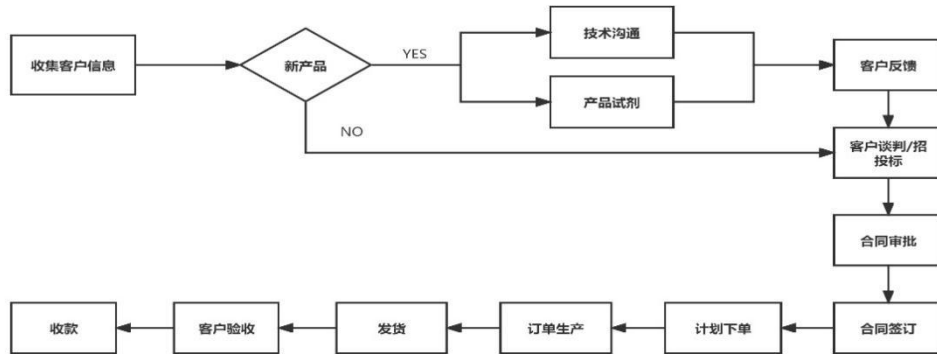 收集客户信息
新产品
YES
NO
技术沟通
产品试剂
客户反馈
客户谈判/招
投标
合同审批
合同签订
计划下单
订单生产
发货
客户验收
收款